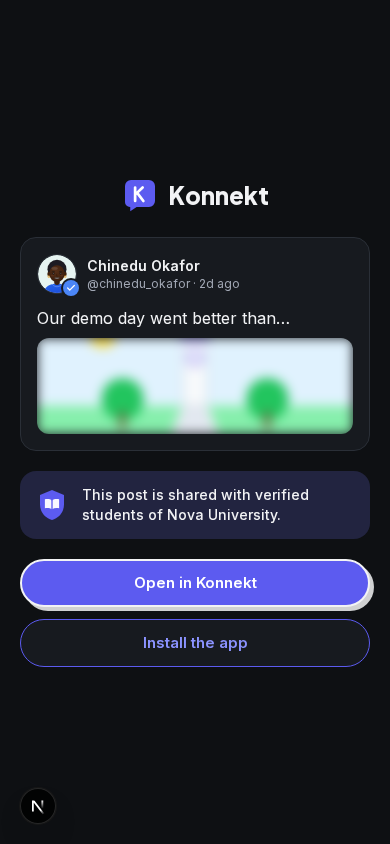 Konnekt
Chinedu Okafor
@chinedu_okafor · 2d ago
Our demo day went better than…
This post is shared with verified
students of Nova University.
Open in Konnekt
Install the app
N